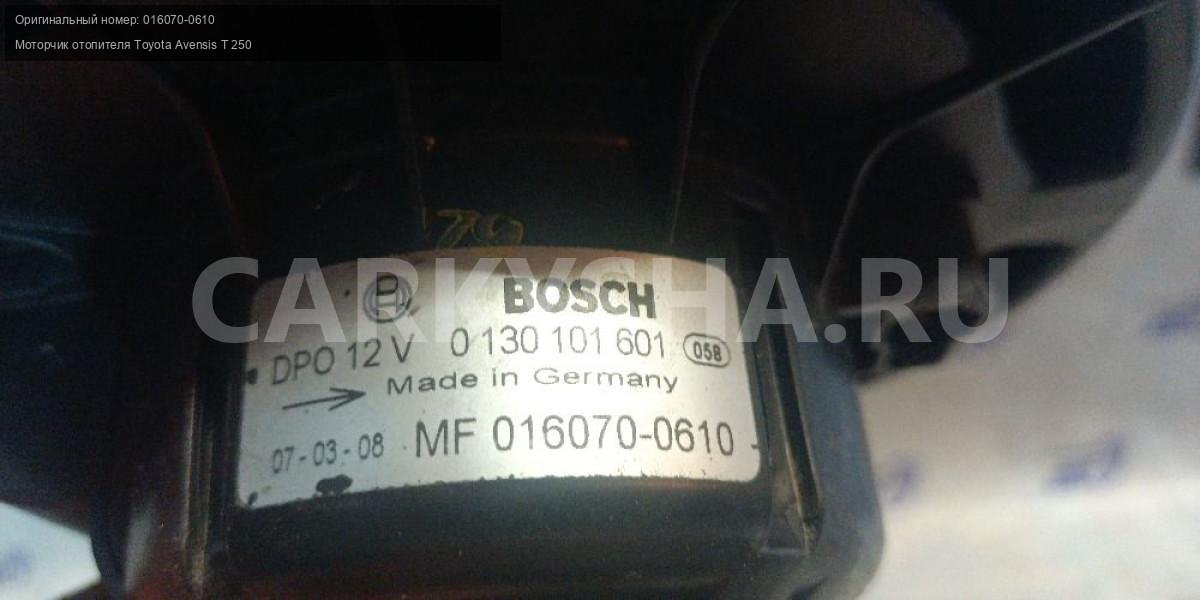 Оригинальный номер: 016070-0610
Моторчик отопителя Toyota Avensis T 250
79
CARKYSHA.RU
BOSCH
DPO 12 V 0 130 101 601 058
Made in Germany
07-03-08 MF 016070-0610